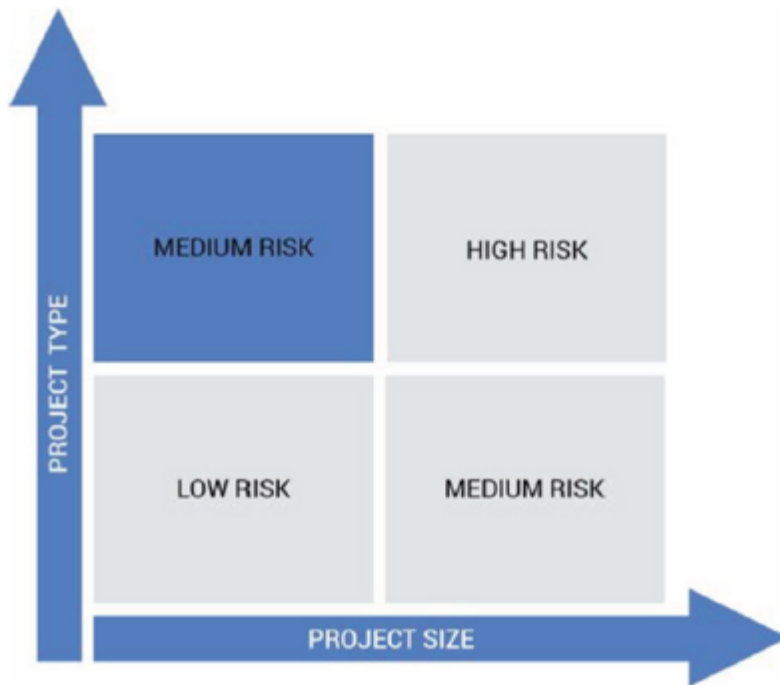 MEDIUM RISK
HIGH RISK
PROJECT TYPE
LOW RISK
MEDIUM RISK
PROJECT SIZE